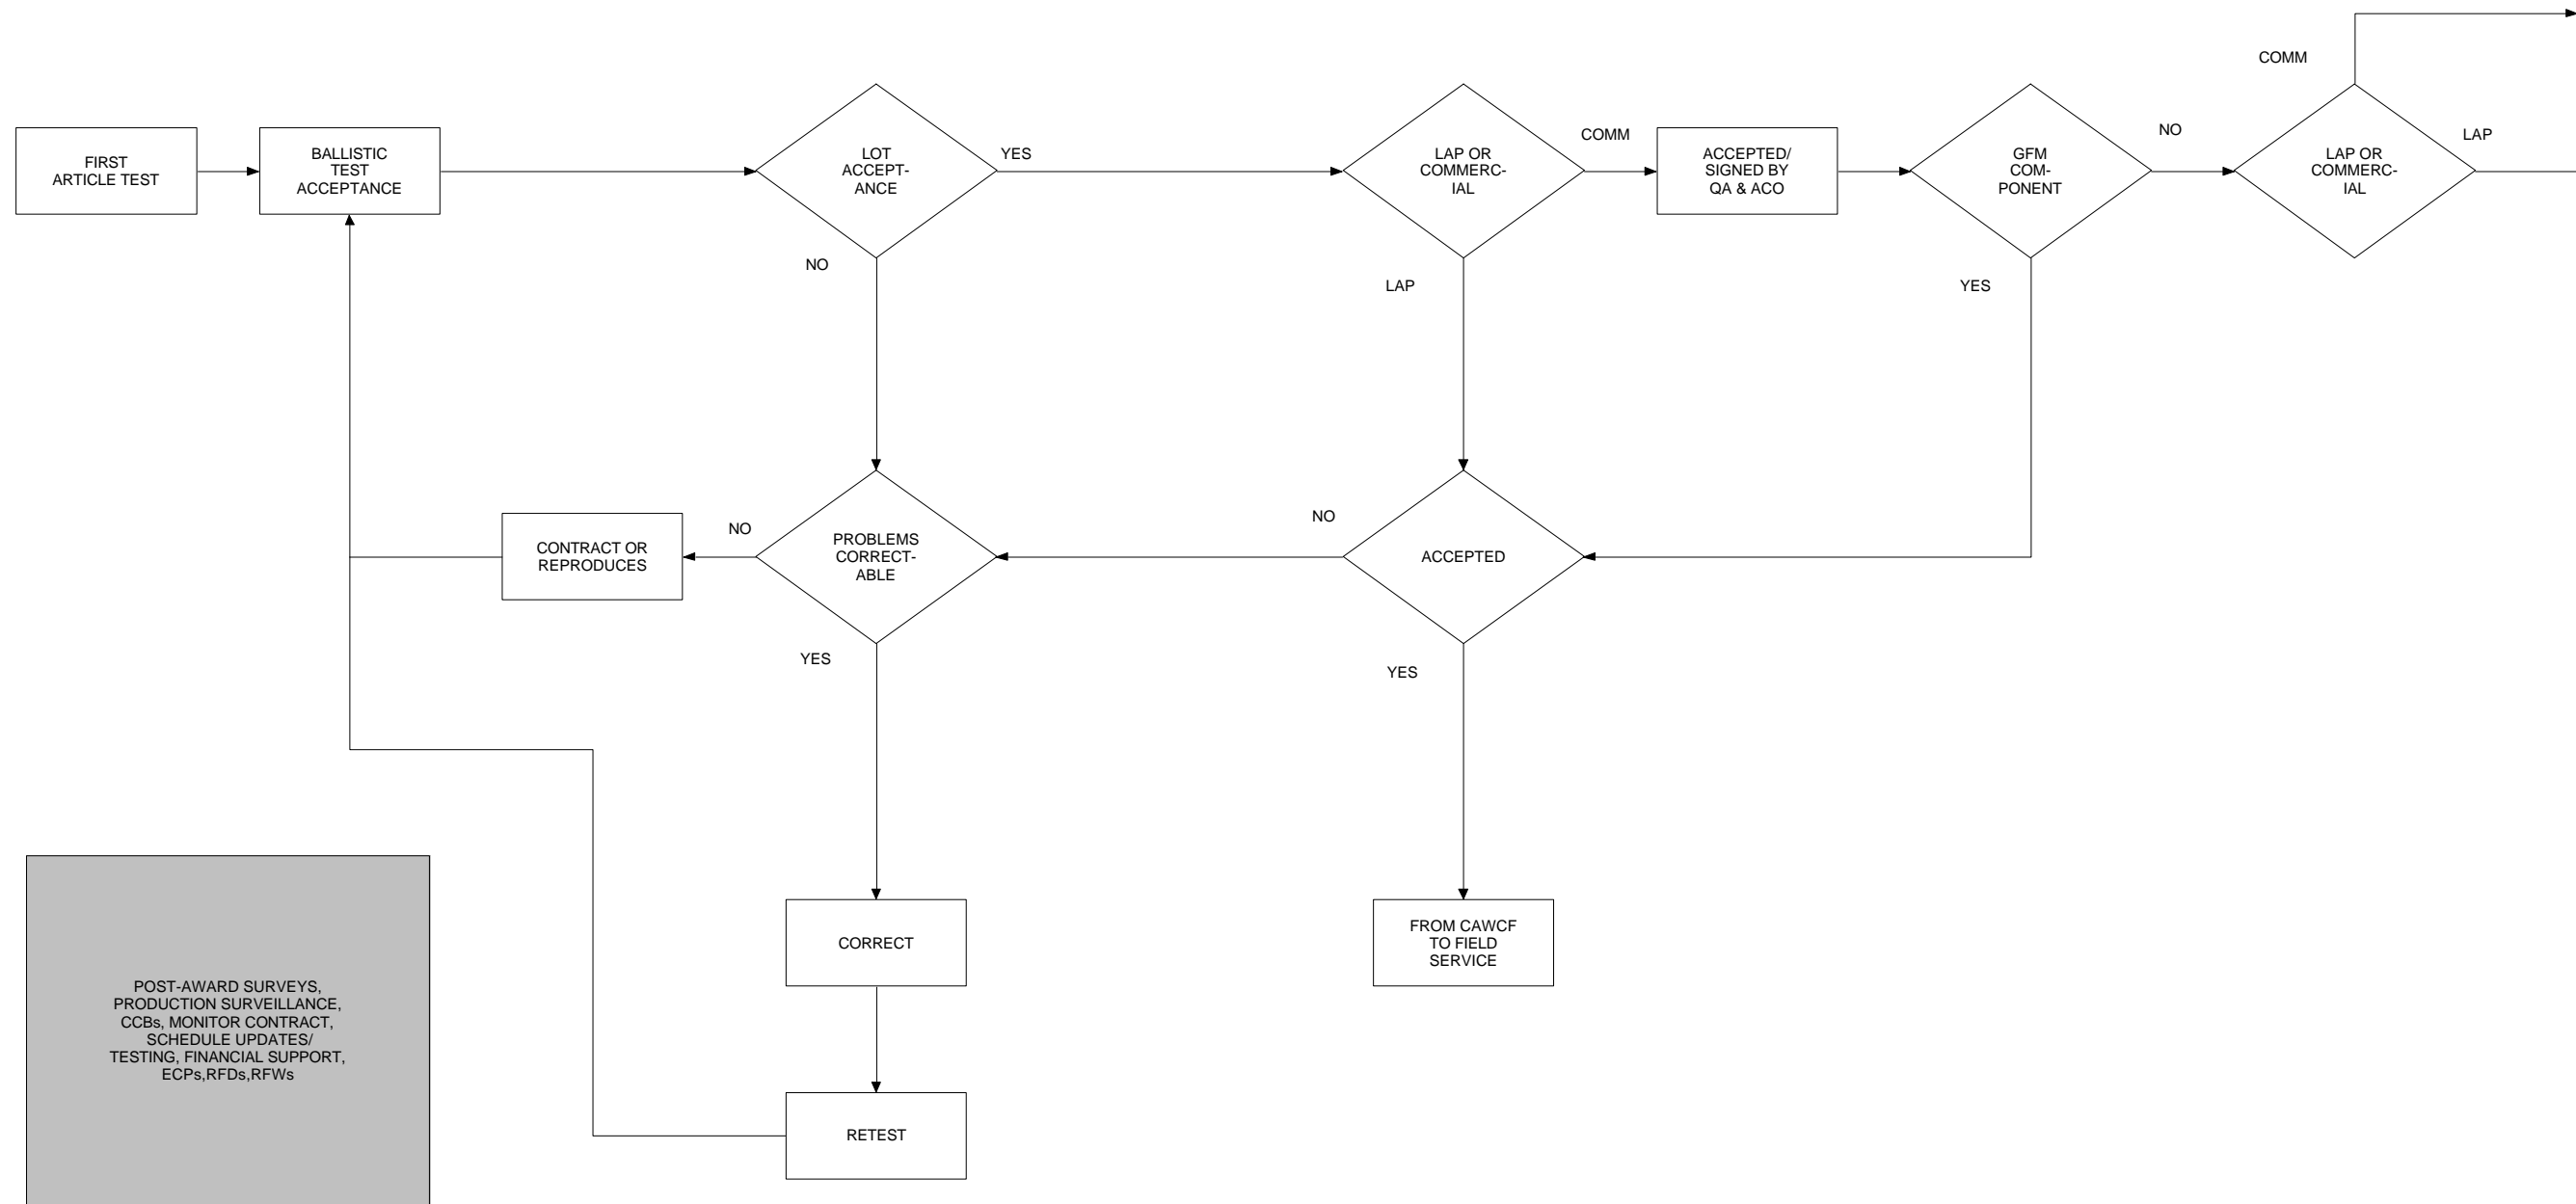 COMM
FIRST
ARTICLE TEST
BALLISTIC
TEST
ACCEPTANCE
LOT
ACCEPT-
ANCE
YES
LAP OR
COMMERC-
IAL
COMM
ACCEPTED/
SIGNED BY
QA & ACO
GFM
COM-
PONENT
NO
LAP OR
COMMERC-
IAL
LAP
NO
LAP
YES
CONTRACT OR
REPRODUCES
NO
PROBLEMS
CORRECT-
ABLE
NO
ACCEPTED
YES
YES
CORRECT
FROM CAWCF
TO FIELD
SERVICE
POST-AWARD SURVEYS,
PRODUCTION SURVEILLANCE,
CCBs, MONITOR CONTRACT,
SCHEDULE UPDATES/
TESTING, FINANCIAL SUPPORT,
ECPs,RFDs,RFWs
RETEST